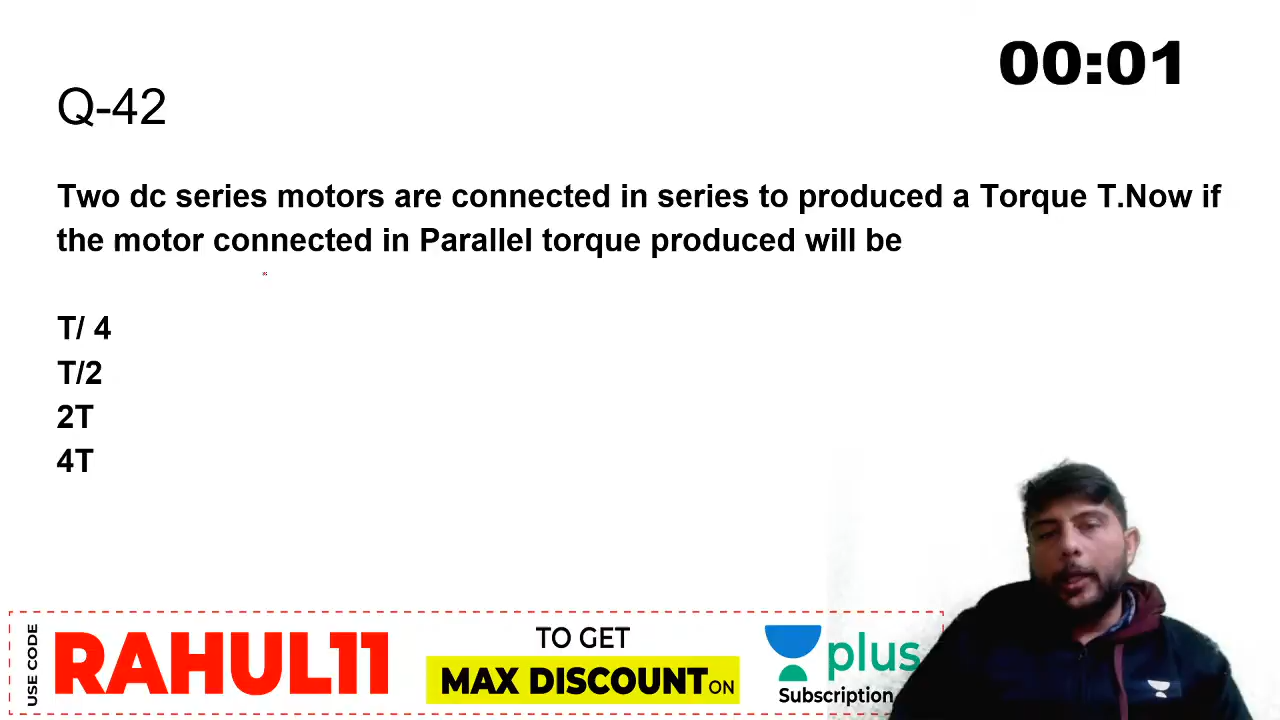 00:01
Q-42
Two dc series motors are connected in series to produced a Torque T.Now if
the motor connected in Parallel torque produced will be
T/ 4
T/2
2T
4T
USE CODE
RAHUL11
TO GET
MAX DISCOUNT ON
plus
Subscription